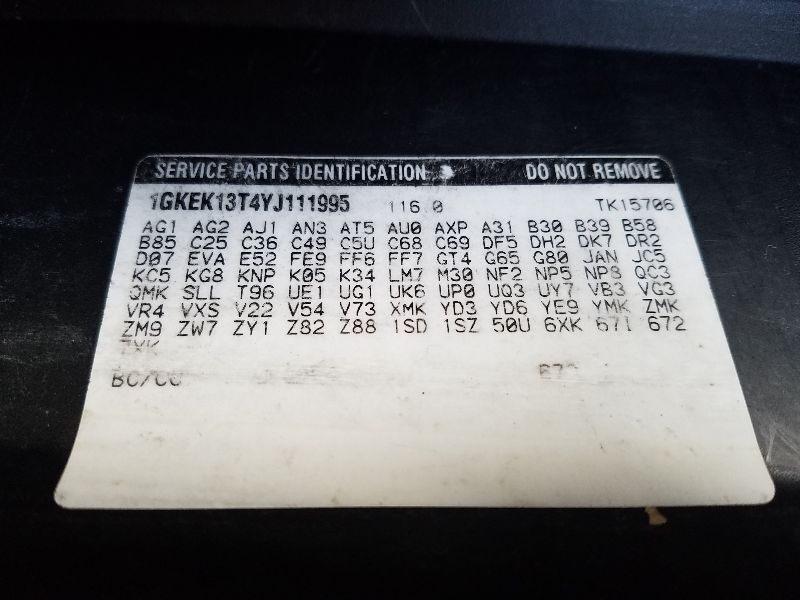 SERVICE PARTS IDENTIFICATION DO NOT REMOVE
1GKEK13T4YJ111995 116.0 TK15706
AG1 AG2 AJ1 AN3 AT5 AU0 AXP A31 B30 B39 B58
B85 C25 C36 C49 C5U C68 C69 DF5 DH2 DK7 DR2
D07 EVA E52 FE9 FF6 FF7 GT4 G65 G80 JAN JC5
KC5 KG8 KNP K05 K34 LM7 M30 NF2 NP5 NP8 QC3
QMK SLL T96 UE1 UG1 UK6 UP0 UQ3 UY7 VB3 VG3
VR4 VXS V22 V54 V73 XMK YD3 YD6 YE9 YMK ZMK
ZM9 ZW7 ZY1 Z82 Z88 1SD 1SZ 50U 6XK 671 672
7XK
BC/CC